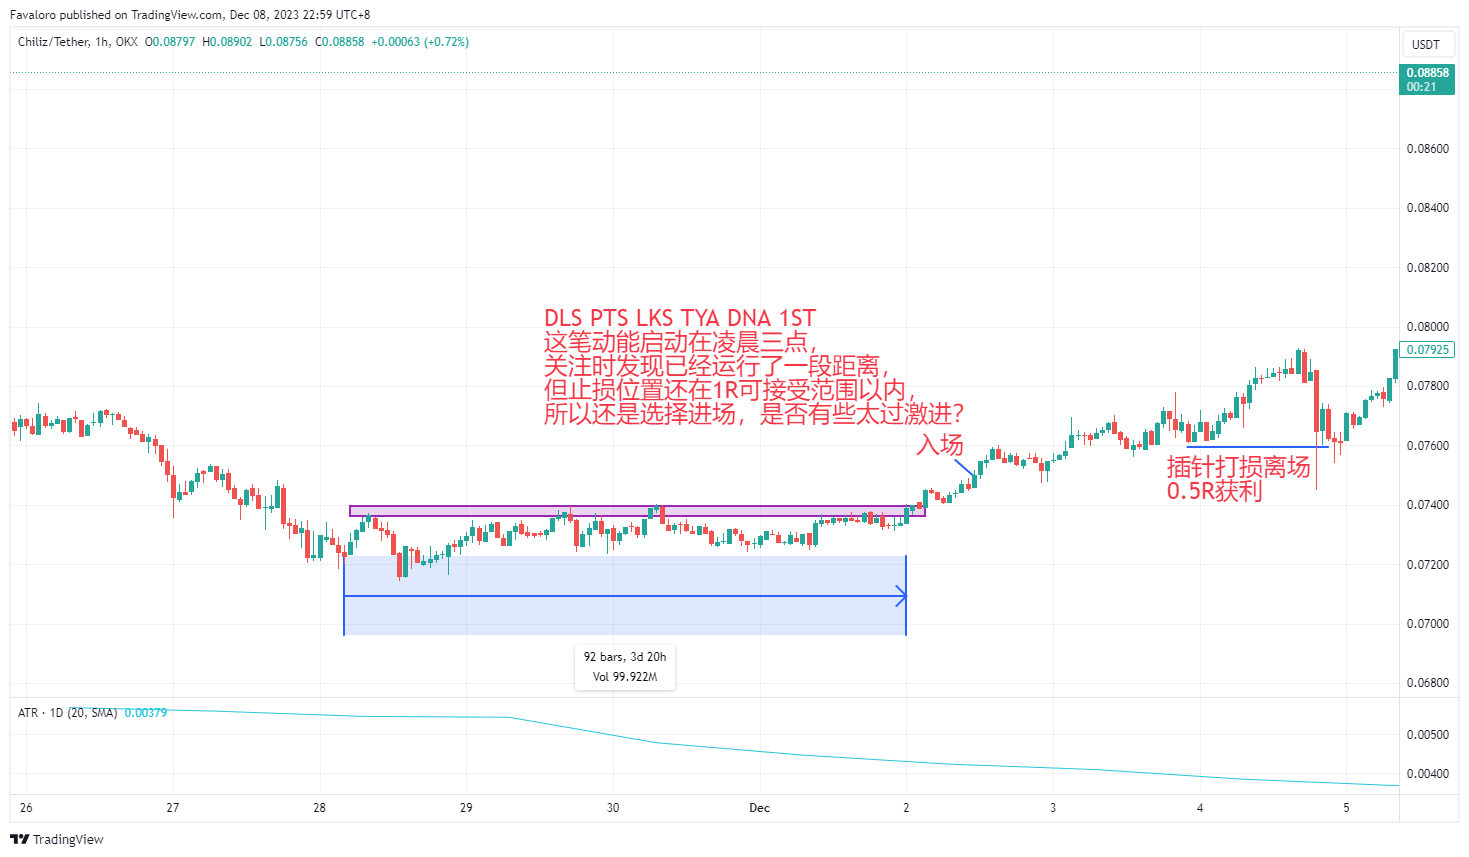 Favaloro published on TradingView.com, Dec 08, 2023 22:59 UTC+8
Chiliz/Tether, 1h, OKX O0.08797 H0.08902 L0.08756 C0.08858 +0.00063 (+0.72%)
USDT
0.08858
00:21
0.08600
0.08400
0.08200
0.08000
0.07925
0.07800
0.07600
0.07400
0.07200
0.07000
0.06800
DLS PTS LKS TYA DNA 1ST
这笔动能启动在凌晨三点，
关注时发现已经运行了一段距离，
但止损位置还在1R可接受范围以内，
所以还是选择进场，是否有些太过激进？
入场
插针打损离场
0.5R获利
92 bars, 3d 20h
Vol 99.922M
ATR · 1D (20, SMA) 0.00379
0.00500
0.00400
26 27 28 29 30 Dec 2 3 4 5
TradingView